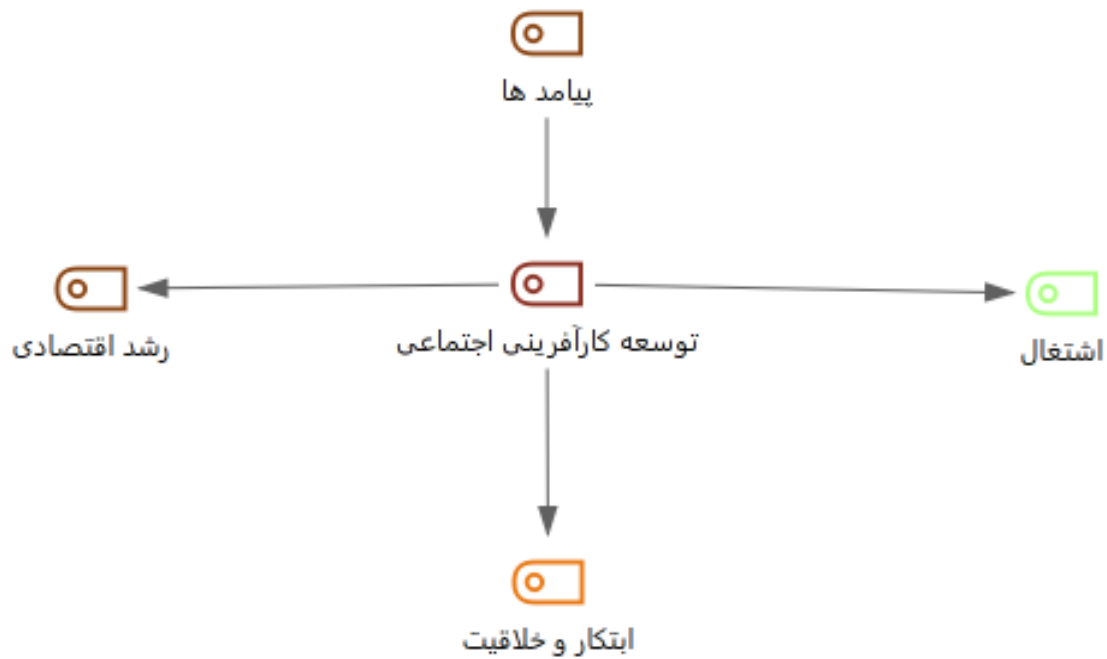 پیامد ها
توسعه کارآفرینی اجتماعی
اشتغال
رشد اقتصادی
ابتکار و خلاقیت